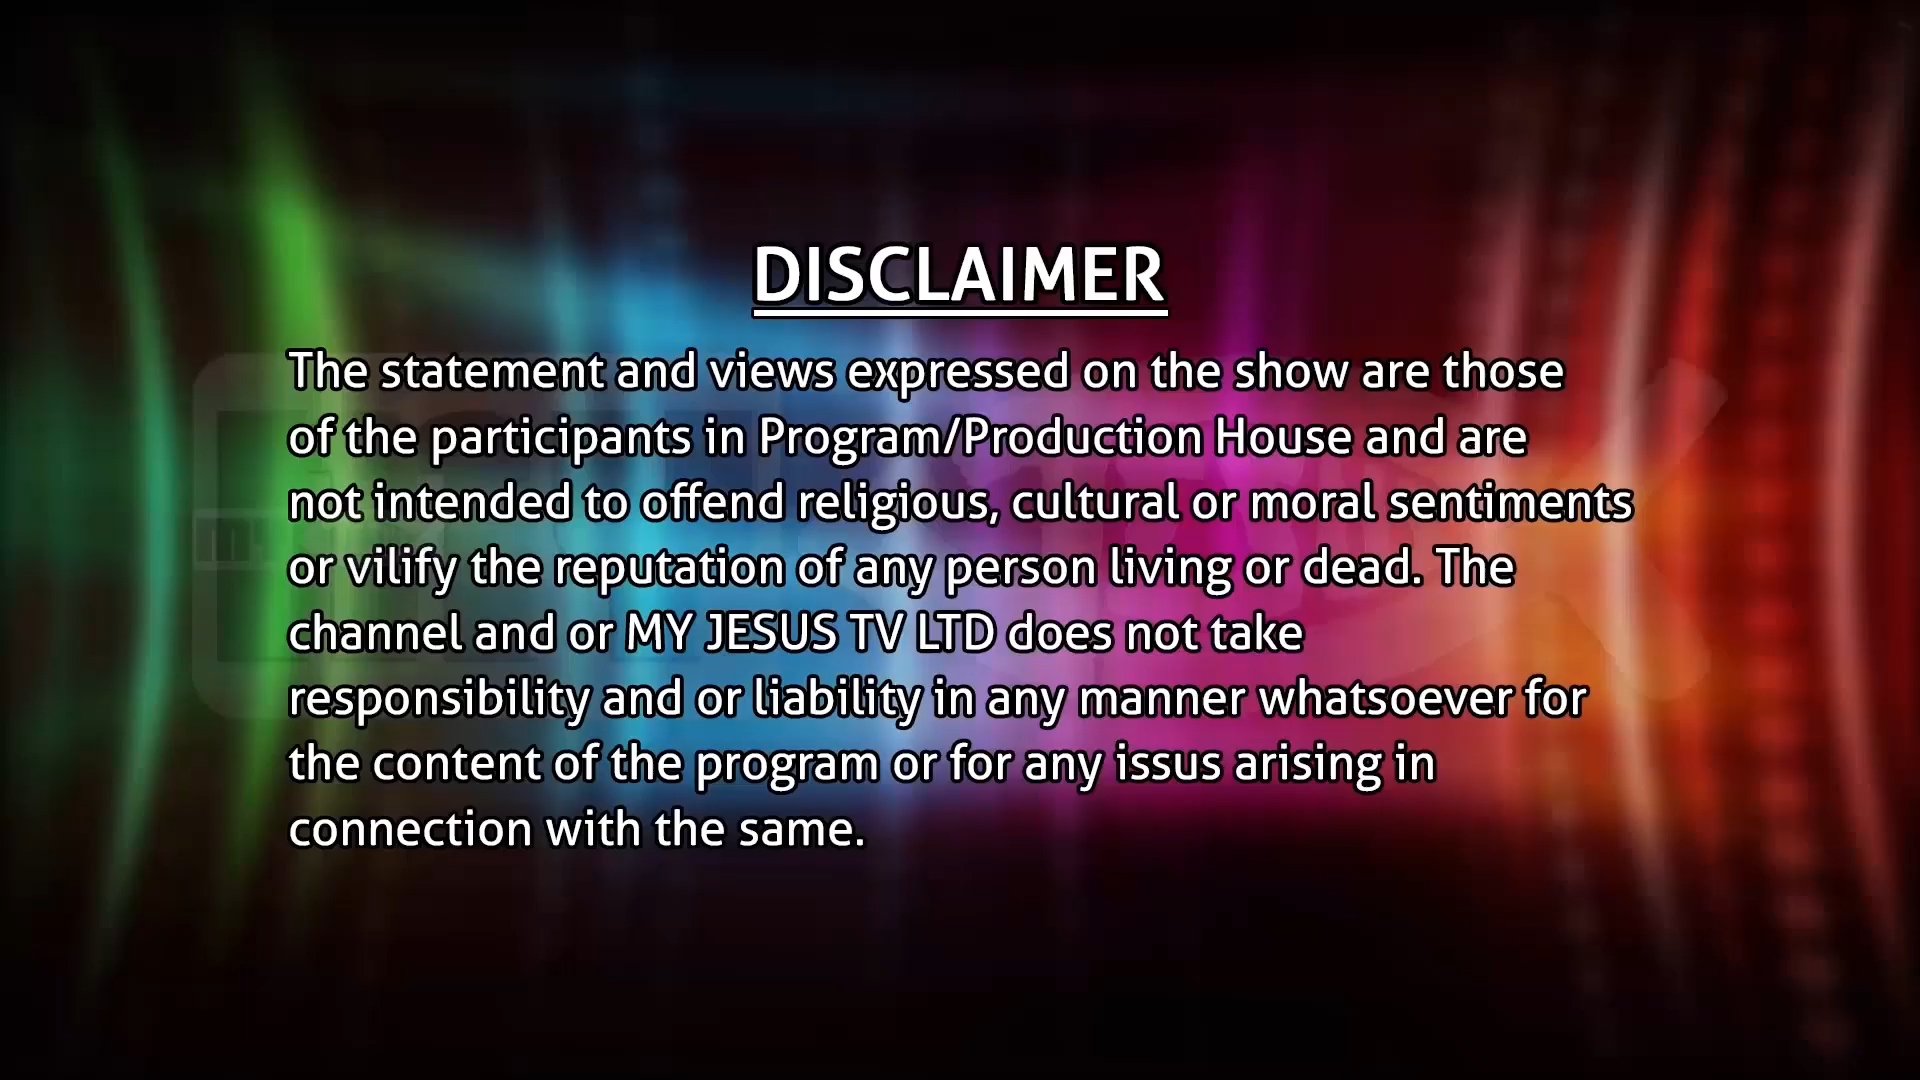 DISCLAIMER
The statement and views expressed on the show are those
of the participants in Program/Production House and are
not intended to offend religious, cultural or moral sentiments
or vilify the reputation of any person living or dead. The
channel and or MY JESUS TV LTD does not take
responsibility and or liability in any manner whatsoever for
the content of the program or for any issus arising in
connection with the same.